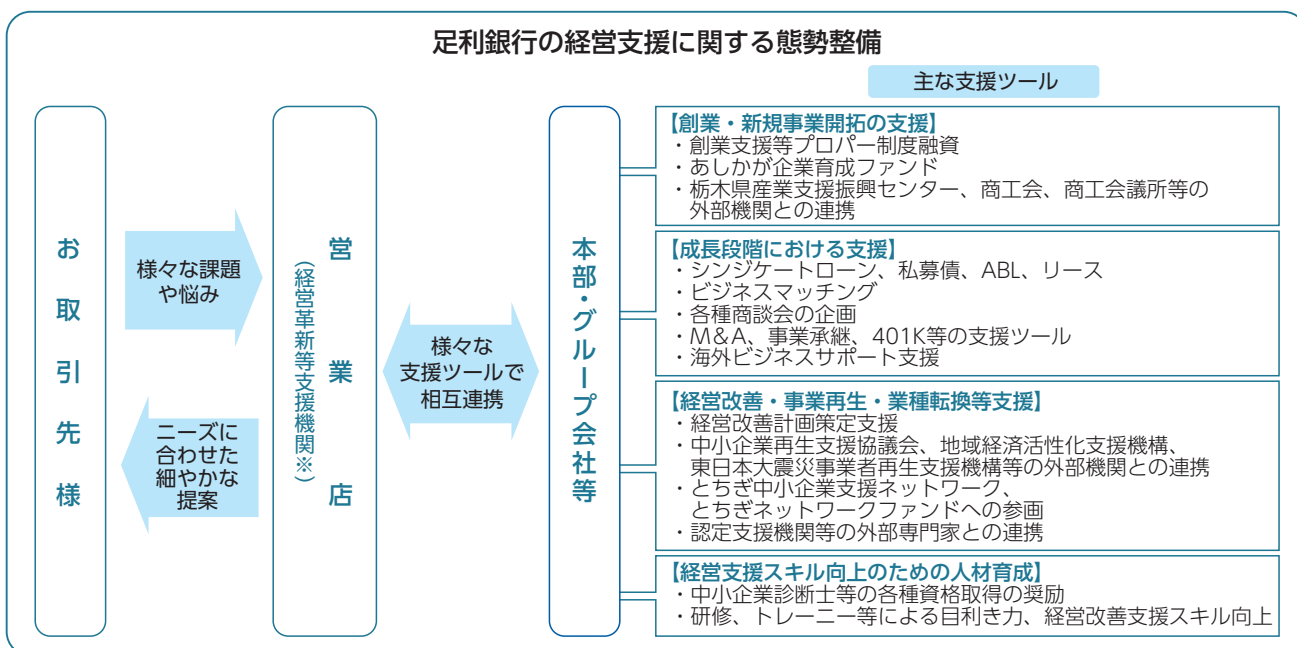 足利銀行の経営支援に関する態勢整備
主な支援ツール
お取引先様
様々な課題
や悩み
ニーズに
合わせた
細やかな
提案
営業店
（経営革新等支援機関※）
様々な
支援ツールで
相互連携
本部・グループ会社等
【創業・新規事業開拓の支援】
・創業支援等プロパー制度融資
・あしかが企業育成ファンド
・栃木県産業支援振興センター、商工会、商工会議所等の
外部機関との連携
【成長段階における支援】
・シンジケートローン、私募債、ABL、リース
・ビジネスマッチング
・各種商談会の企画
・M&A、事業承継、401K等の支援ツール
・海外ビジネスサポート支援
【経営改善・事業再生・業種転換等支援】
・経営改善計画策定支援
・中小企業再生支援協議会、地域経済活性化支援機構、
東日本大震災事業者再生支援機構等の外部機関との連携
・とちぎ中小企業支援ネットワーク、
とちぎネットワークファンドへの参画
・認定支援機関等の外部専門家との連携
【経営支援スキル向上のための人材育成】
・中小企業診断士等の各種資格取得の奨励
・研修、トレーニー等による目利き力、経営改善支援スキル向上